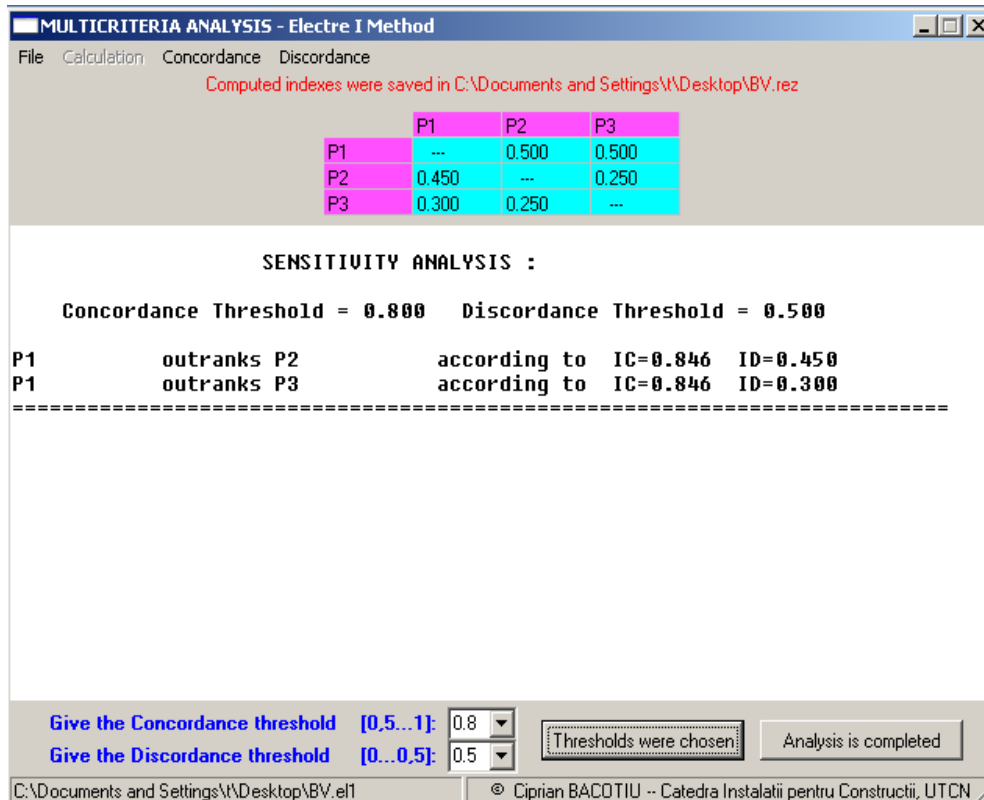 MULTICRITERIA ANALYSIS - Electre I Method
File Calculation Concordance Discordance
Computed indexes were saved in C:\Documents and Settings\t\Desktop\BV.rez
P1 P2 P3
P1 --- 0.500 0.500
P2 0.450 --- 0.250
P3 0.300 0.250 ---
SENSITIVITY ANALYSIS :
Concordance Threshold = 0.800 Discordance Threshold = 0.500
P1 outranks P2 according to IC=0.846 ID=0.450
P1 outranks P3 according to IC=0.846 ID=0.300
===========================================================================
Give the Concordance threshold [0,5...1]: 0.8
Give the Discordance threshold [0...0,5]: 0.5
Thresholds were chosen Analysis is completed
C:\Documents and Settings\t\Desktop\BV.el1 © Ciprian BACOTIU -- Catedra Instalatii pentru Constructii, UTCN